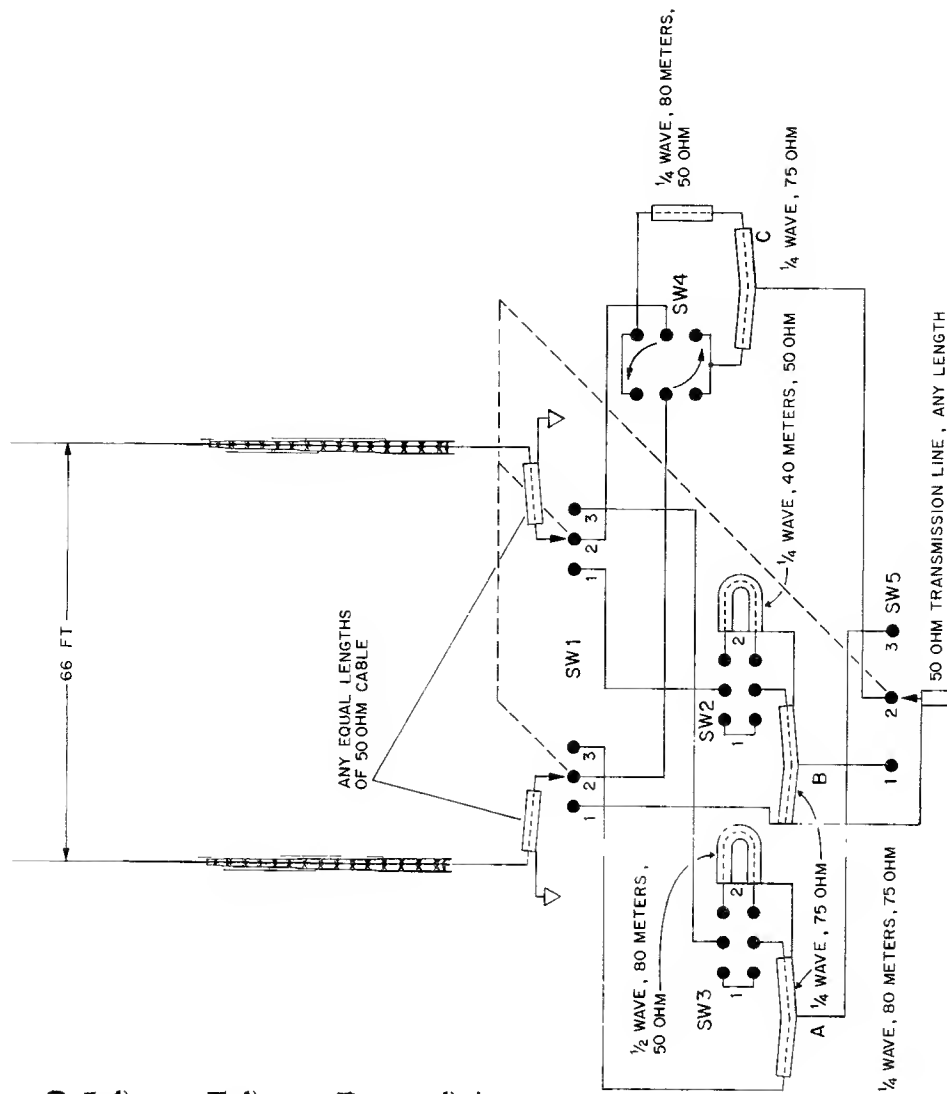 66 FT
ANY EQUAL LENGTHS
OF 50 OHM CABLE
1
2
3
SW1
1
2
3
1/4 WAVE, 80 METERS,
50 OHM
SW4
C
1/4 WAVE, 75 OHM
1/4 WAVE, 40 METERS, 50 OHM
SW2
1
2
B
1/2 WAVE, 80 METERS,
50 OHM
SW3
1
2
A
1/4 WAVE, 75 OHM
1/4 WAVE, 80 METERS, 75 OHM
1
2
3
SW5
50 OHM TRANSMISSION LINE, ANY LENGTH